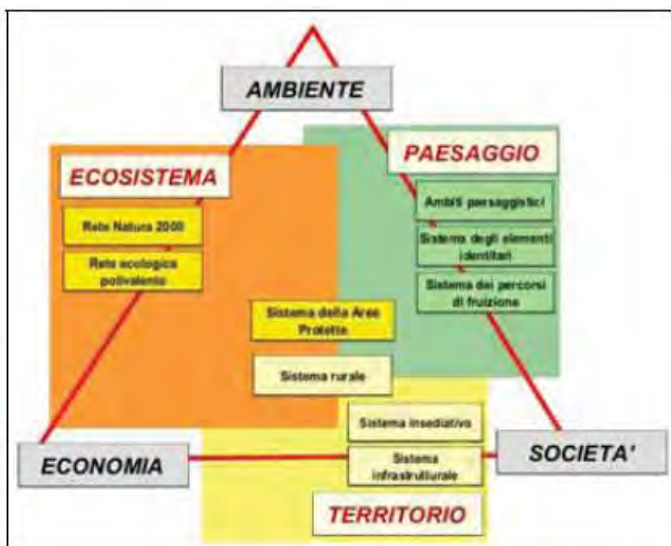 AMBIENTE
ECOSISTEMA
PAESAGGIO
Rete Natura 2000
Rete ecologica
polivalente
Ambiti paesaggistici
Sistema degli elementi
identitari
Sistema dei percorsi
di fruizione
Sistema delle Aree
Protette
Sistema rurale
Sistema insediativo
Sistema
infrastrutturale
ECONOMIA
SOCIETA'
TERRITORIO